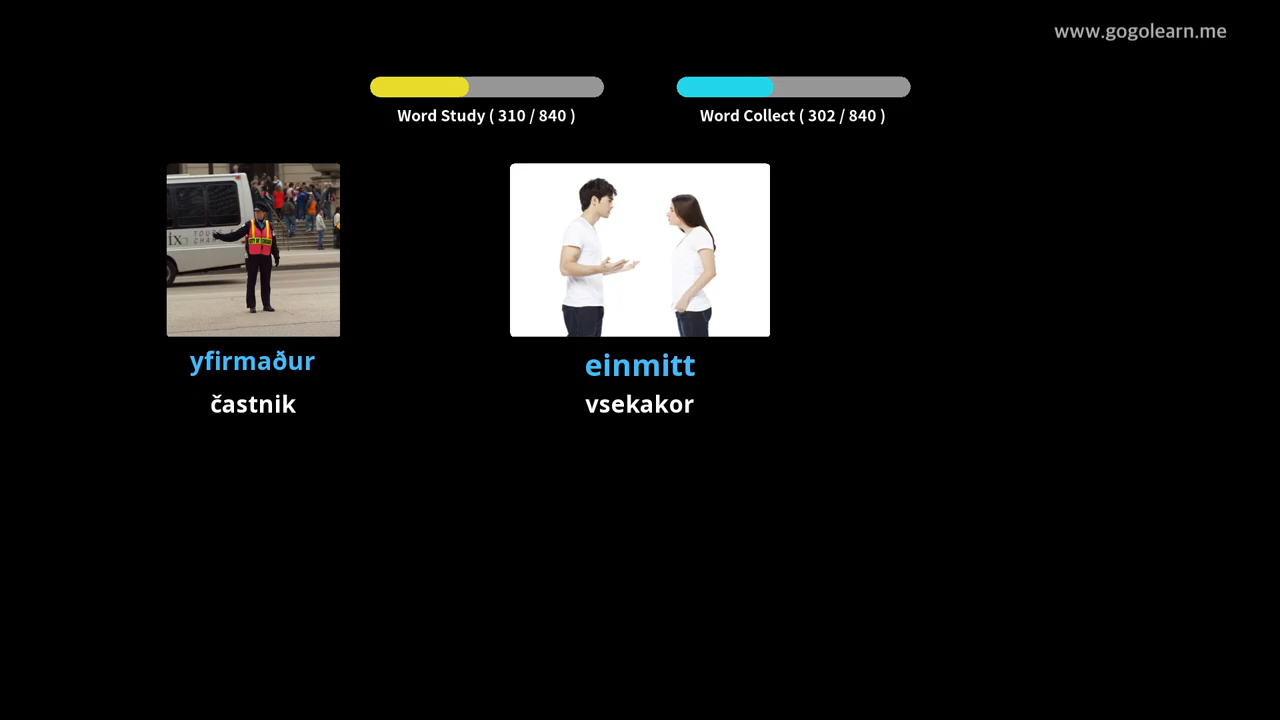 www.gogolearn.me
Word Study ( 310 / 840 )
Word Collect ( 302 / 840 )
yfirmaður
einmitt
častnik
vsekakor